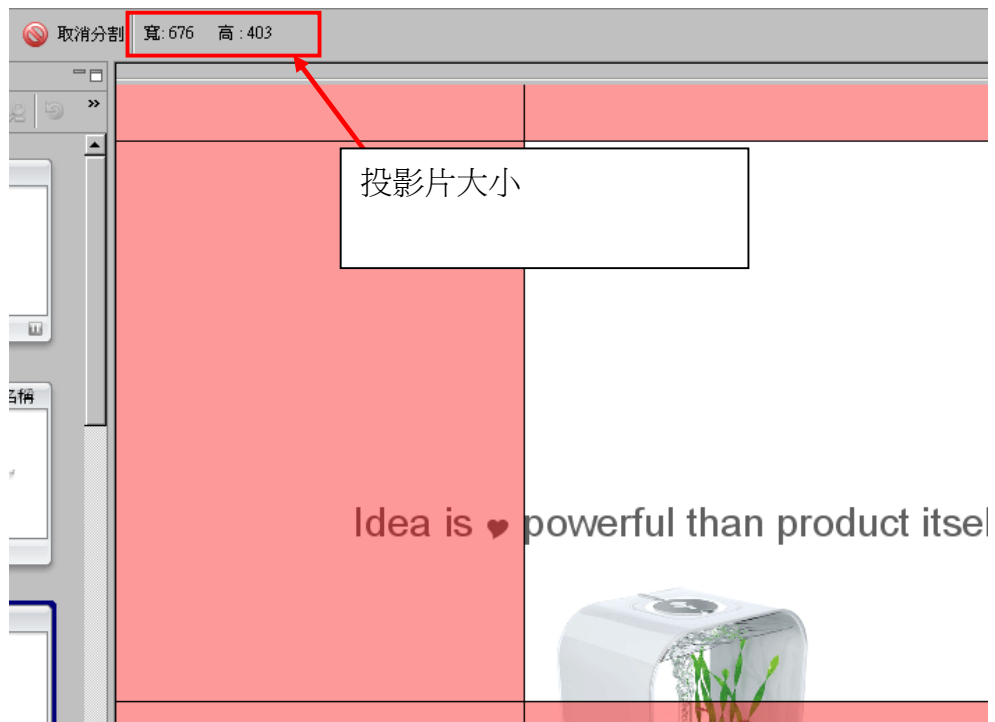 取消分割 寬: 676 高 : 403
»
投影片大小
名稱
Idea is ♥ powerful than product itsel